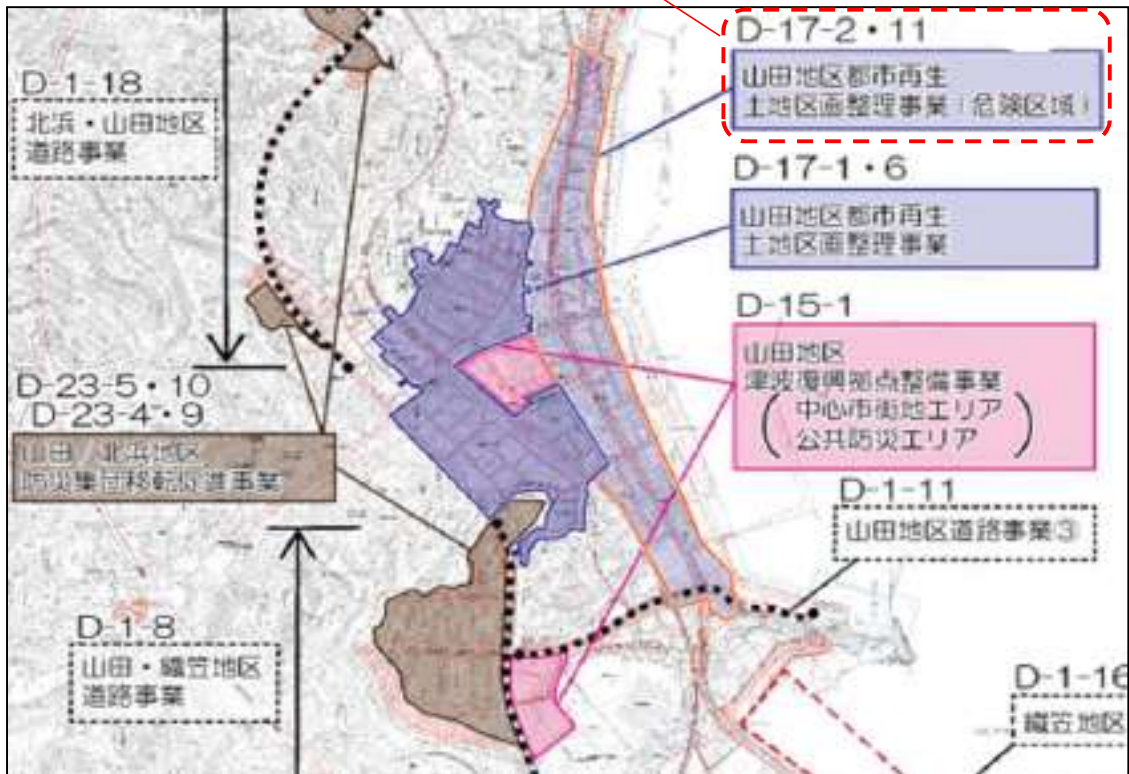 D-17-2・11
山田地区都市再生
土地区画整理事業（危険区域）
D-1-18
北浜・山田地区
道路事業
D-17-1・6
山田地区都市再生
土地区画整理事業
D-15-1
山田地区
津波復興拠点整備事業
（中心市街地エリア
公共防災エリア）
D-23-5・10
/D-23-4・9
山田/北浜地区
防災集団移転促進事業
D-1-11
山田地区道路事業③
D-1-8
山田・織笠地区
道路事業
D-1-16
織笠地区